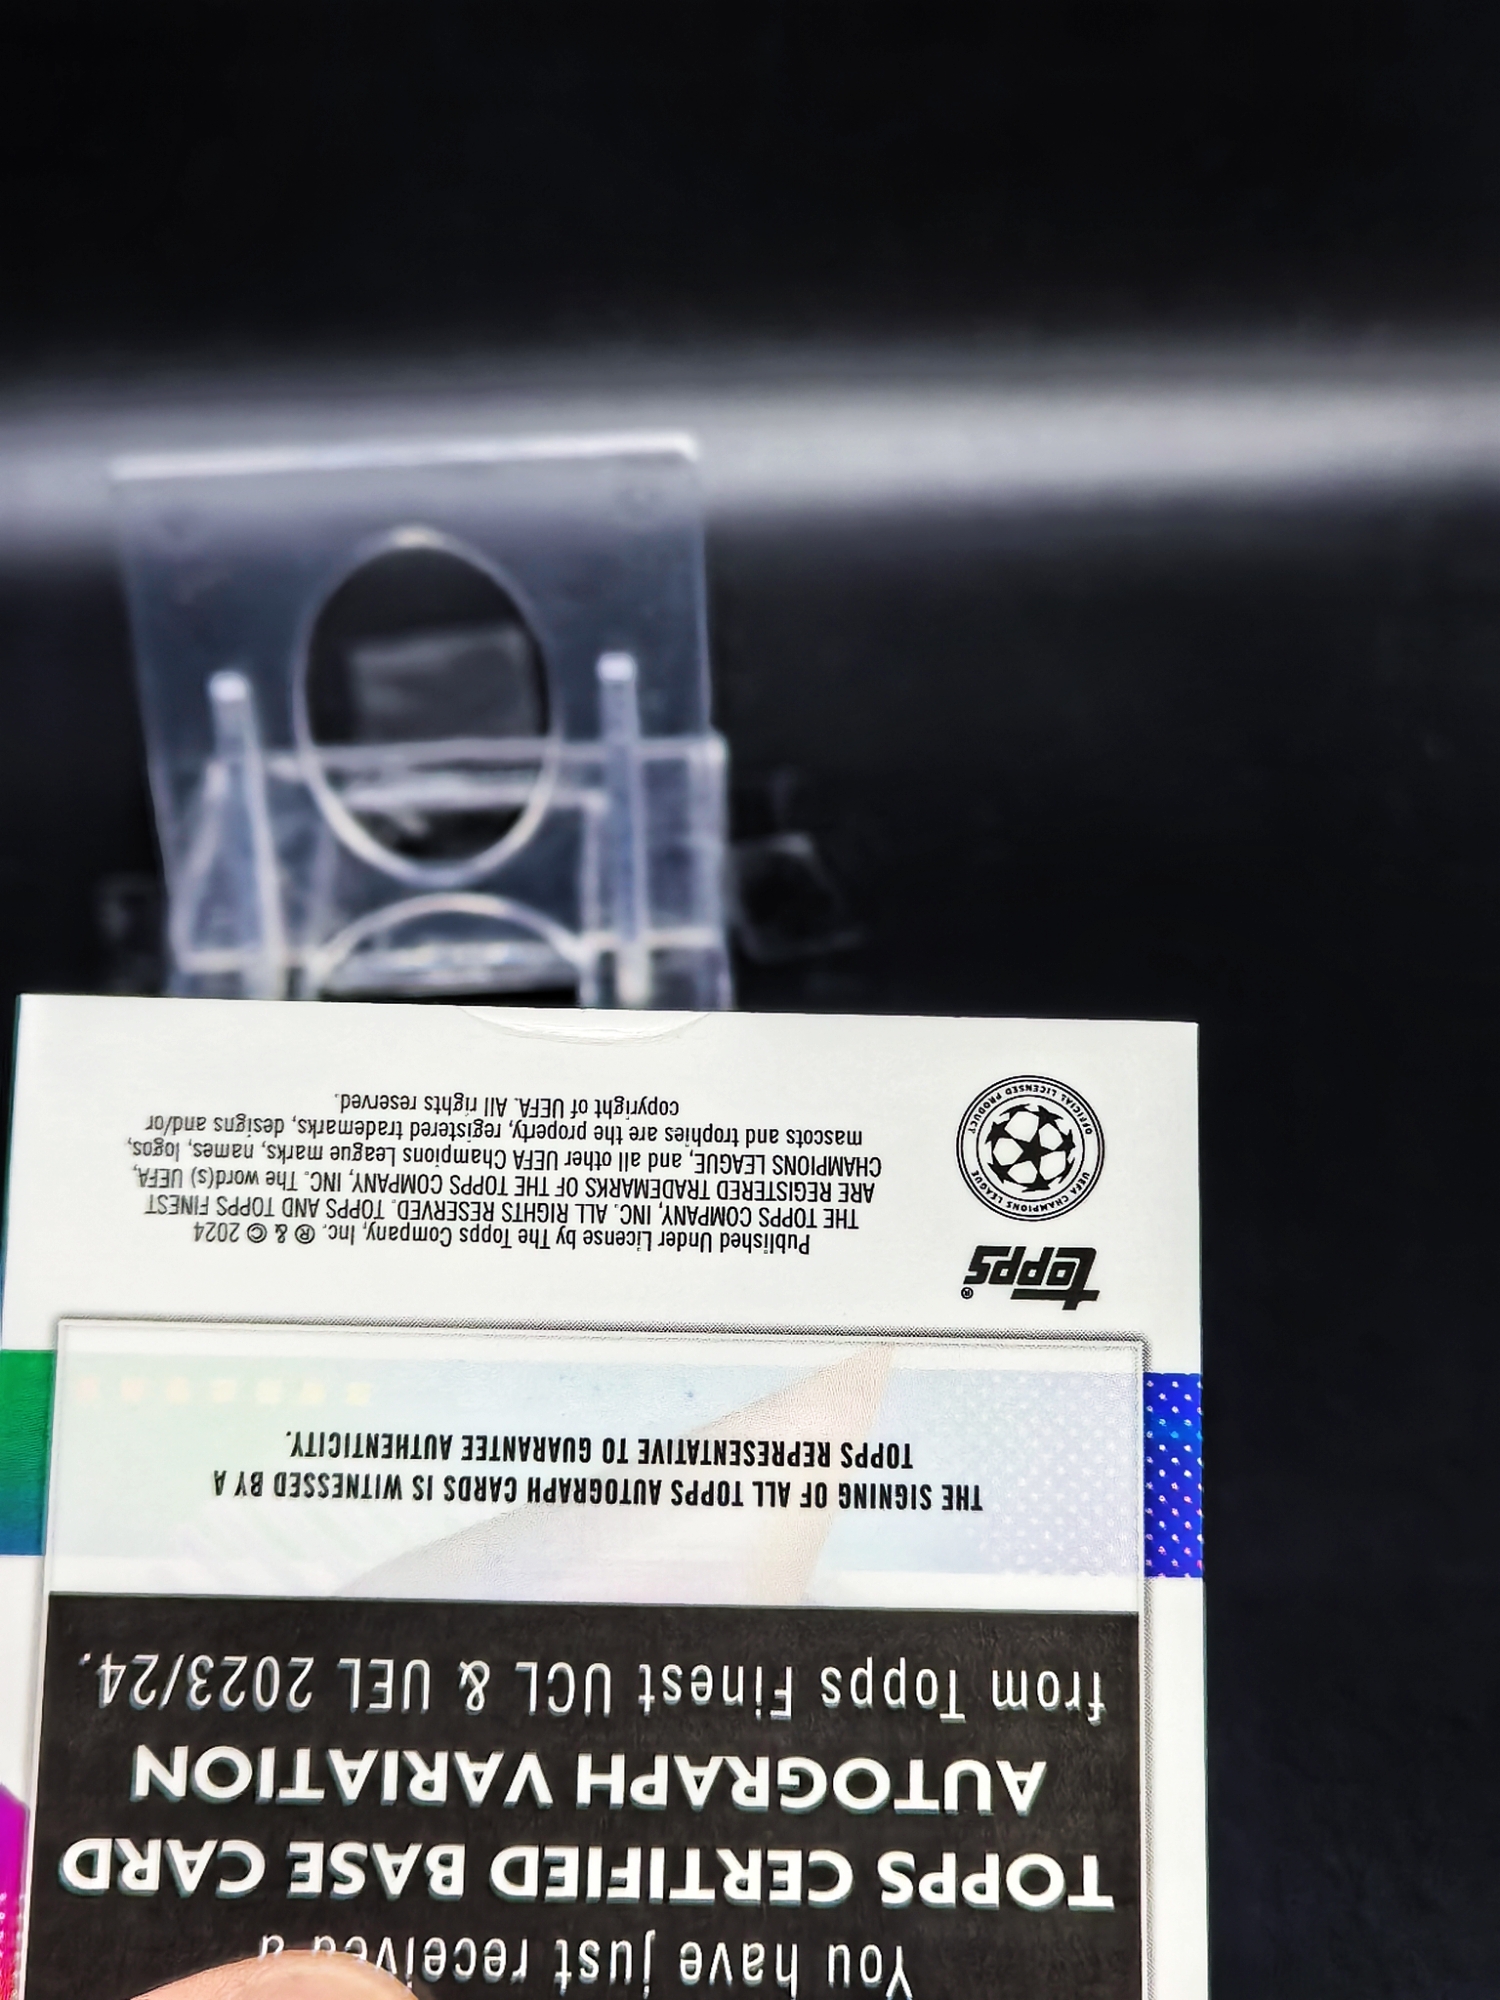 You have just received a
TOPPS CERTIFIED BASE CARD
AUTOGRAPH VARIATION
from Topps Finest UCL & UEL 2023/24.
THE SIGNING OF ALL TOPPS AUTOGRAPH CARDS IS WITNESSED BY A
TOPPS REPRESENTATIVE TO GUARANTEE AUTHENTICITY.
topps®
UEFA CHAMPIONS LEAGUE
OFFICIAL LICENSED PRODUCT
Published Under License by The Topps Company, Inc. ® & © 2024
THE TOPPS COMPANY, INC. ALL RIGHTS RESERVED. TOPPS AND TOPPS FINEST
ARE REGISTERED TRADEMARKS OF THE TOPPS COMPANY, INC. The word(s) UEFA,
CHAMPIONS LEAGUE, and all other UEFA Champions League marks, names, logos,
mascots and trophies are the property, registered trademarks, designs and/or
copyright of UEFA. All rights reserved.